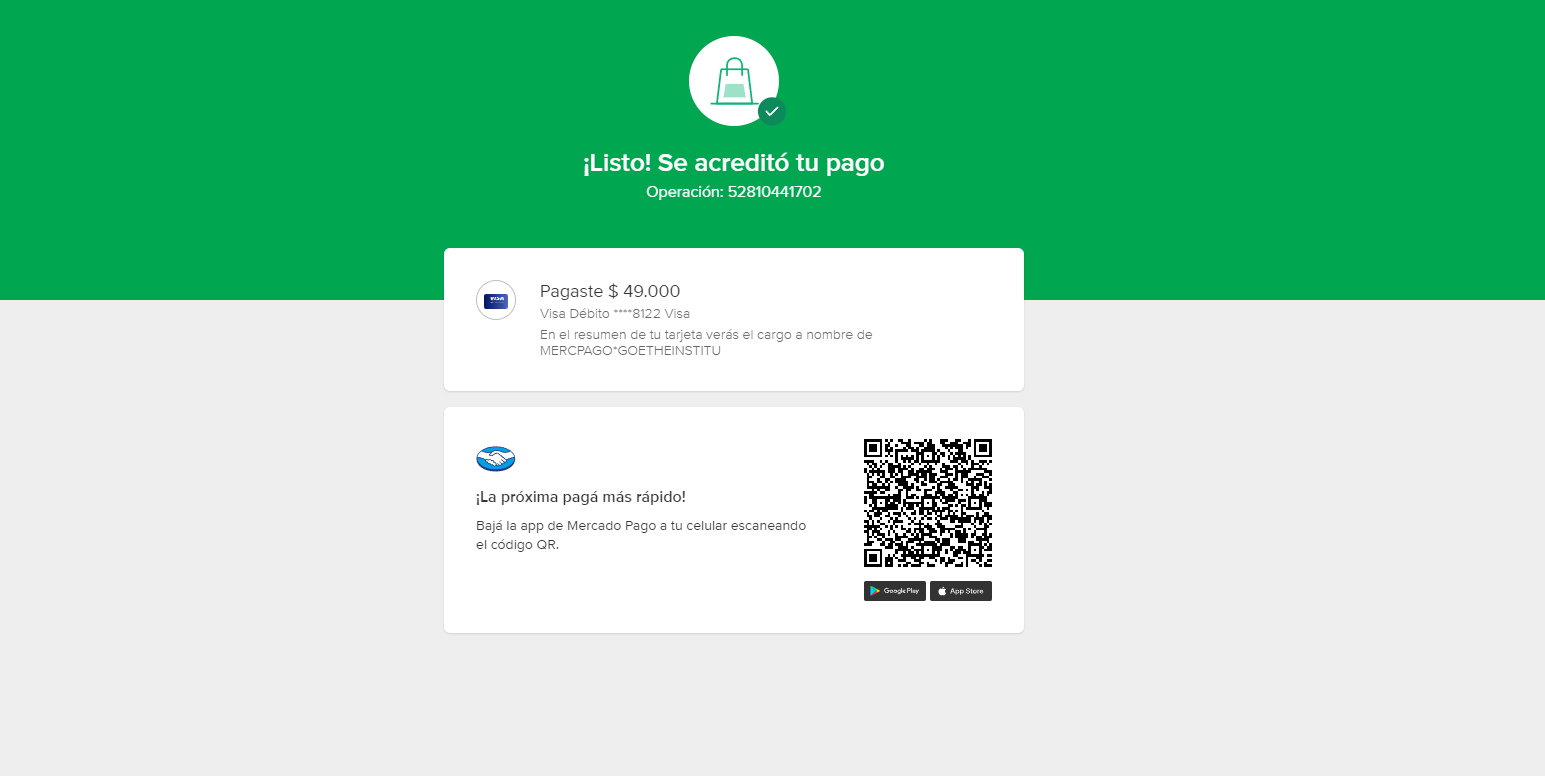 ¡Listo! Se acreditó tu pago
Operación: 52810441702
VISA
Pagaste $ 49.000
Visa Débito ****8122 Visa
En el resumen de tu tarjeta verás el cargo a nombre de
MERCPAGO*GOETHEINSTITU
¡La próxima pagá más rápido!
Bajá la app de Mercado Pago a tu celular escaneando
el código QR.
Google Play
App Store